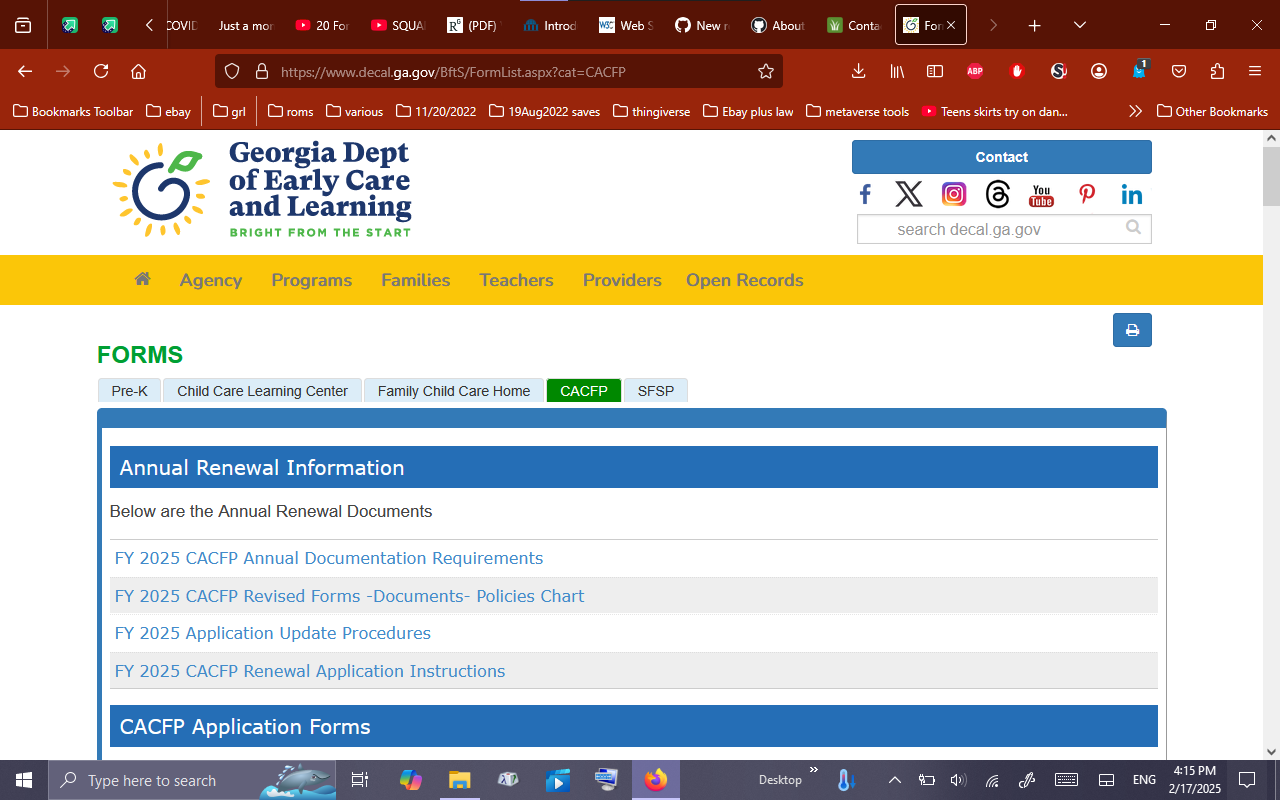 COVID
Just a mor
20 For
SQUA
(PDF)
Introd
Web S
New r
About
Conta
For
https://www.decal.ga.gov/BftS/FormList.aspx?cat=CACFP
ABP
1
Bookmarks Toolbar
ebay
grl
roms
various
11/20/2022
19Aug2022 saves
thingiverse
Ebay plus law
metaverse tools
Teens skirts try on dan...
Other Bookmarks
Georgia Dept
of Early Care
and Learning
BRIGHT FROM THE START
Contact
You
Tube
search decal.ga.gov
Agency Programs Families Teachers Providers Open Records
FORMS
Pre-K Child Care Learning Center Family Child Care Home CACFP SFSP
Annual Renewal Information
Below are the Annual Renewal Documents
FY 2025 CACFP Annual Documentation Requirements
FY 2025 CACFP Revised Forms -Documents- Policies Chart
FY 2025 Application Update Procedures
FY 2025 CACFP Renewal Application Instructions
CACFP Application Forms
Type here to search
Desktop
ENG
4:15 PM
2/17/2025